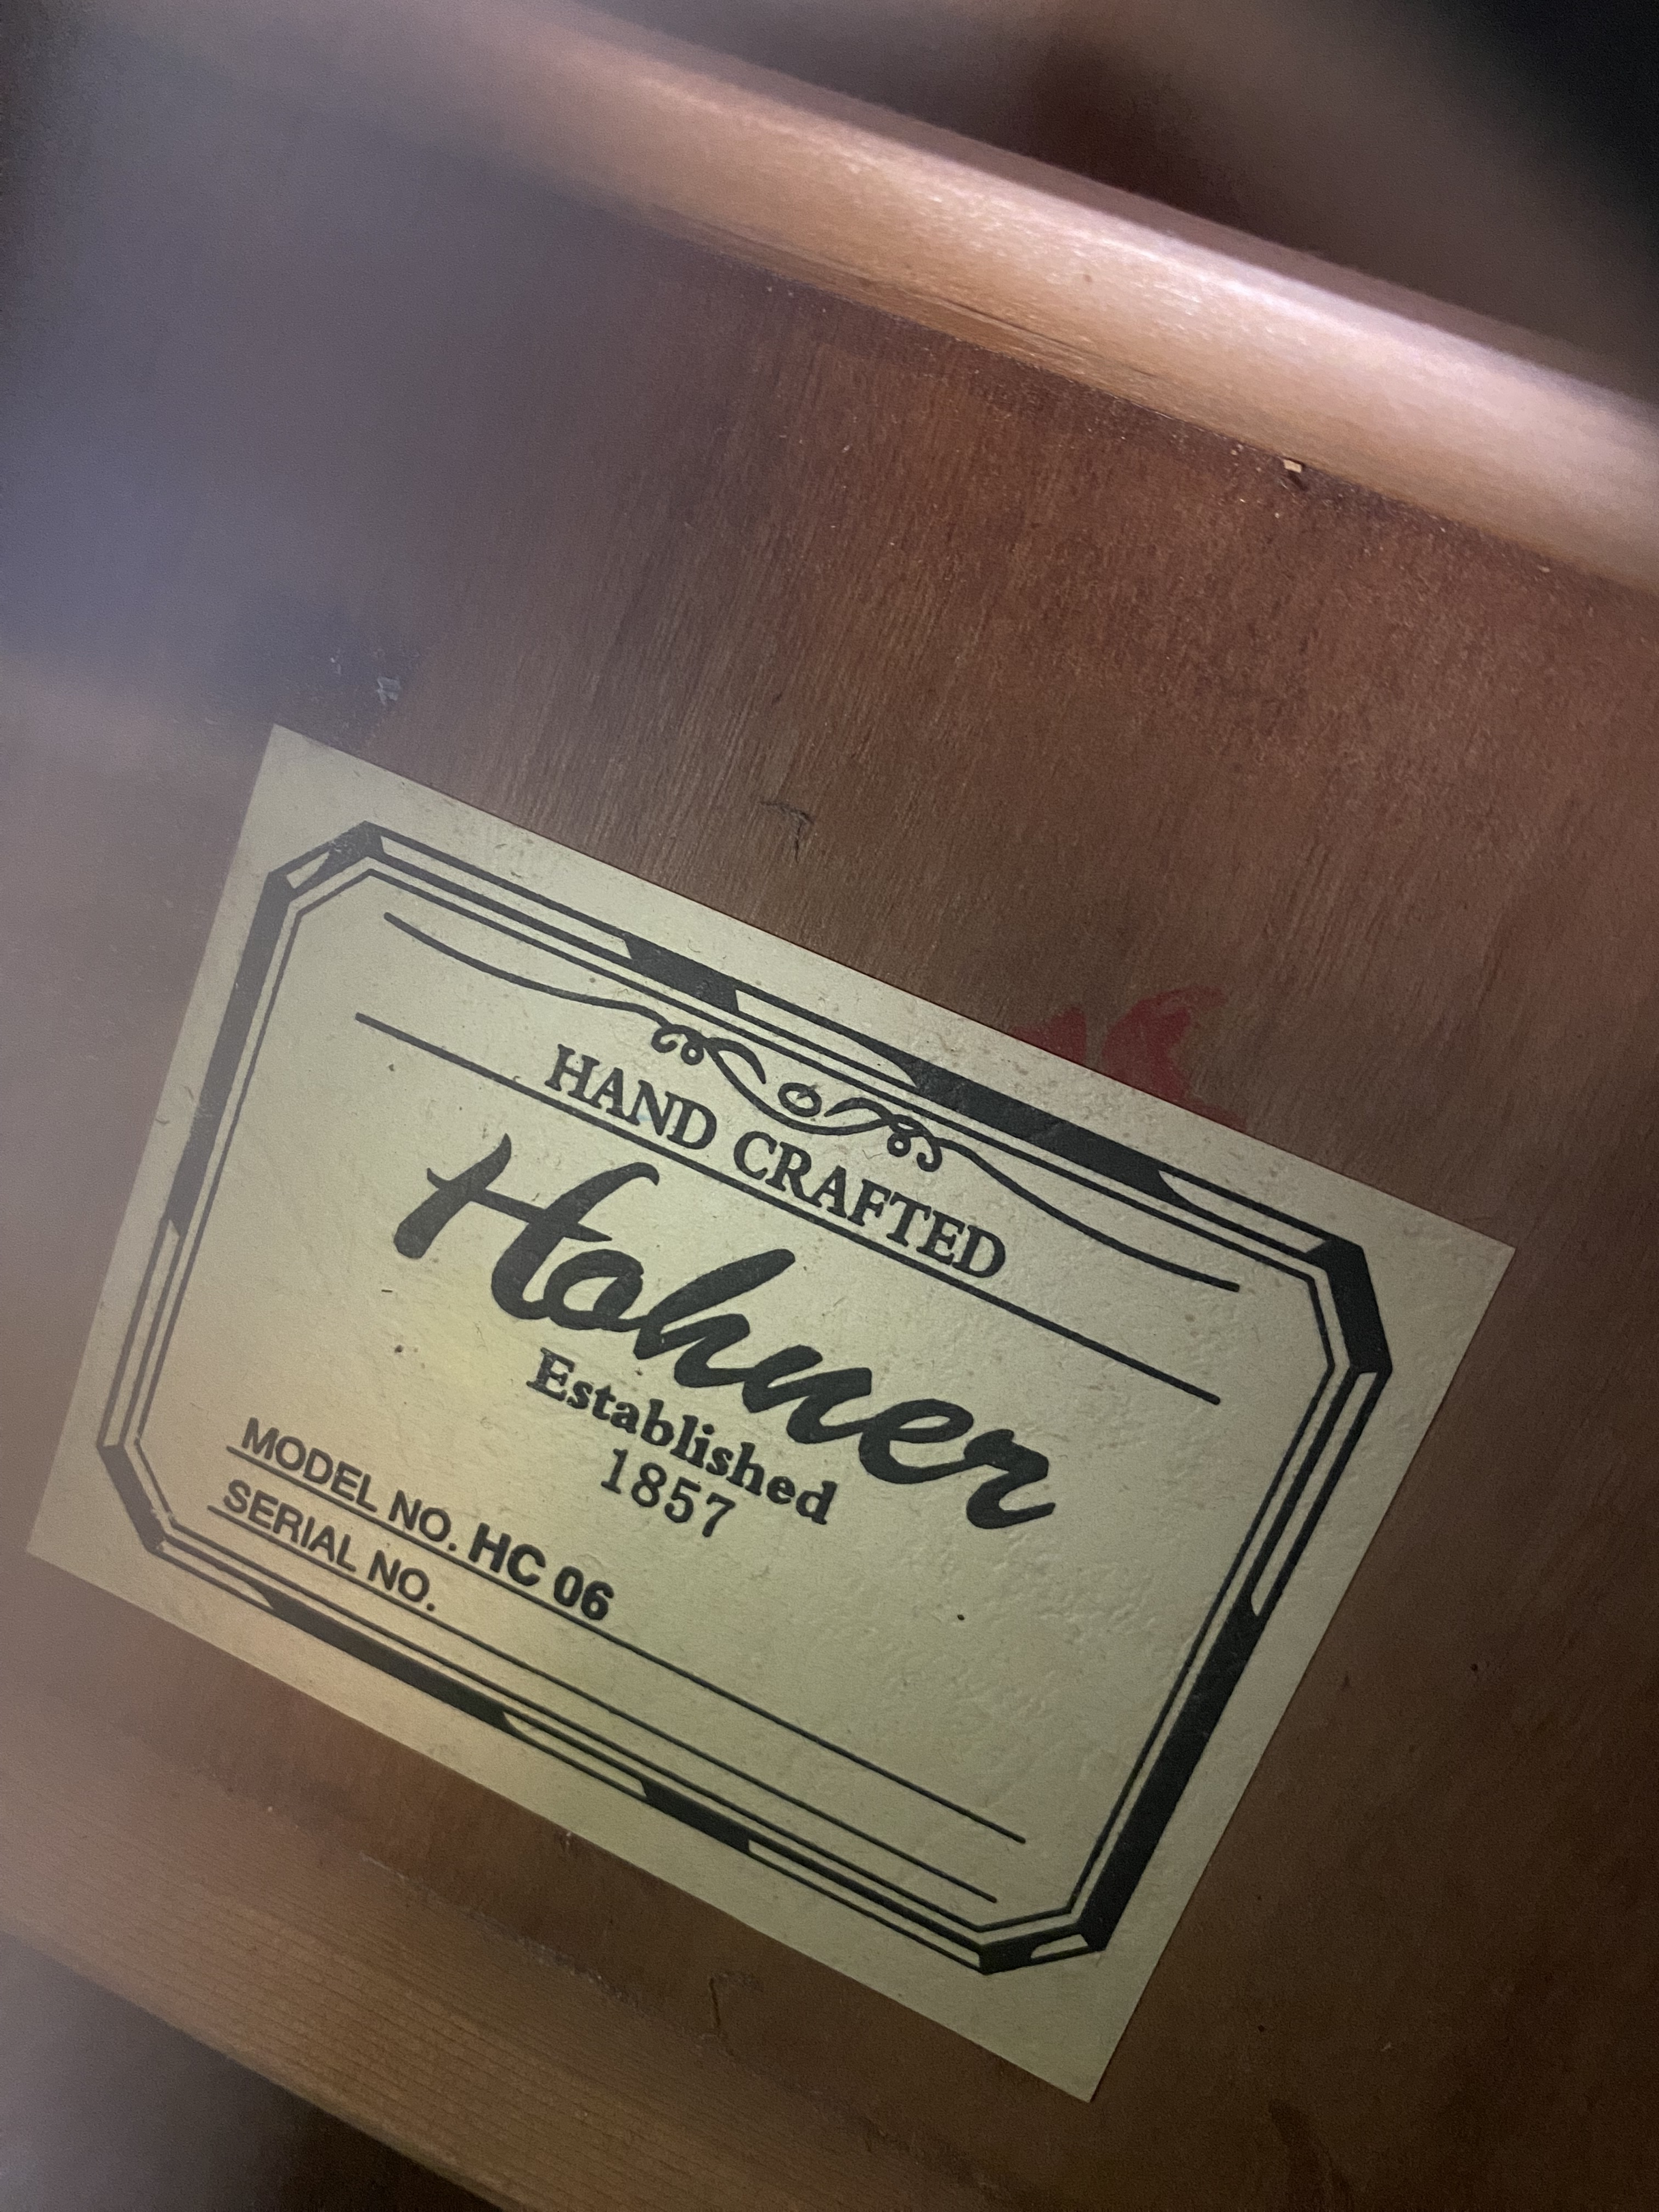 HAND CRAFTED
Hohner
Established
1857
MODEL NO. HC 06
SERIAL NO.